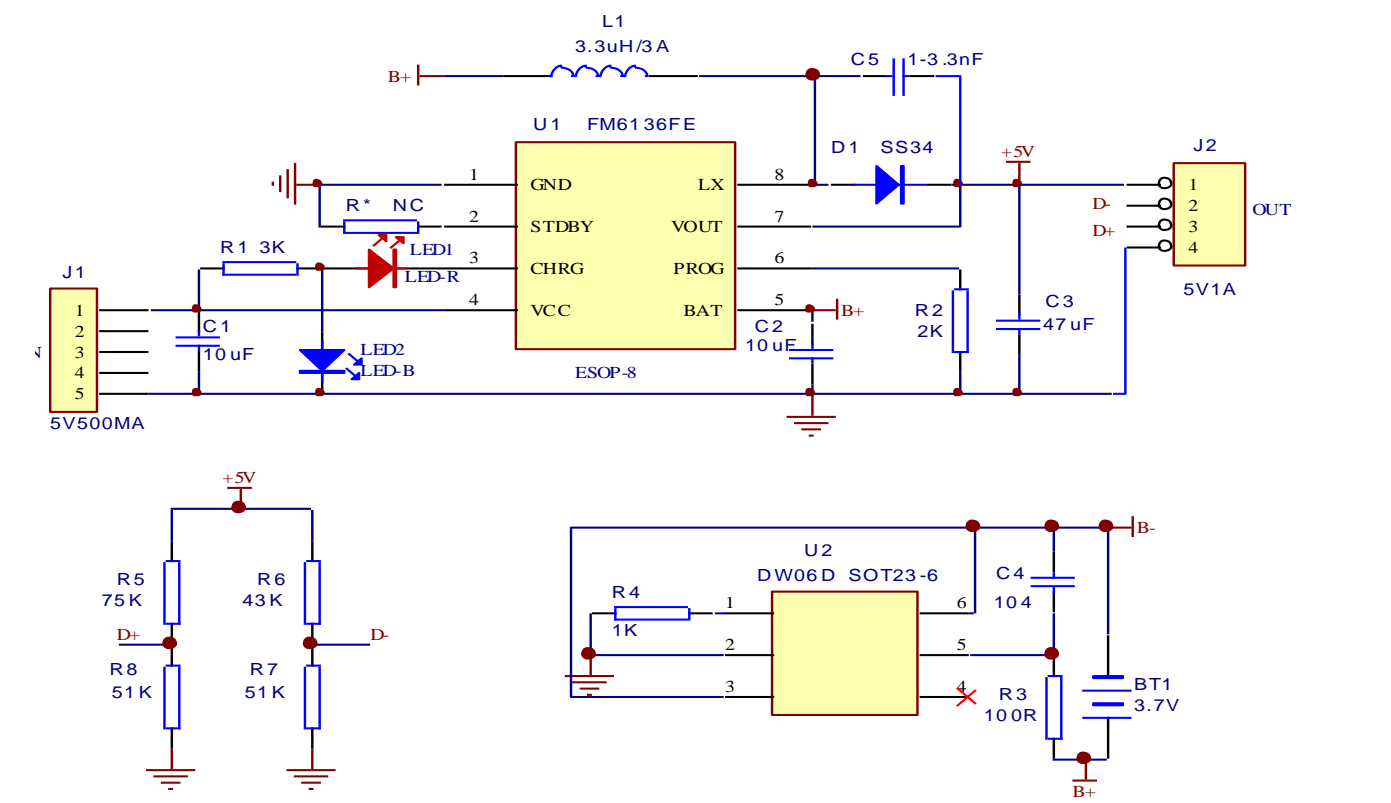 L1
3.3uH/3A
C5 1-3.3nF
B+
U1 FM6136FE
D1 SS34
+5V
J2
1 GND LX 8
1
R* NC
D-
2
2 STDBY VOUT 7
OUT
D+
3
R1 3K
LED1
4
LED-R
3 CHRG PROG 6
J1
5V1A
1
4 VCC BAT 5
B+
R2
2K
C3
47uF
2
C1
10uF
C2
10uF
3
LED2
4
LED-B
ESOP-8
5
5V500MA
+5V
B-
U2
DW06D SOT23-6
R5
75K
R6
43K
R4
1K
1
6
C4
104
D+
D-
2
5
R8
51K
R7
51K
3
4
R3
100R
BT1
3.7V
B+